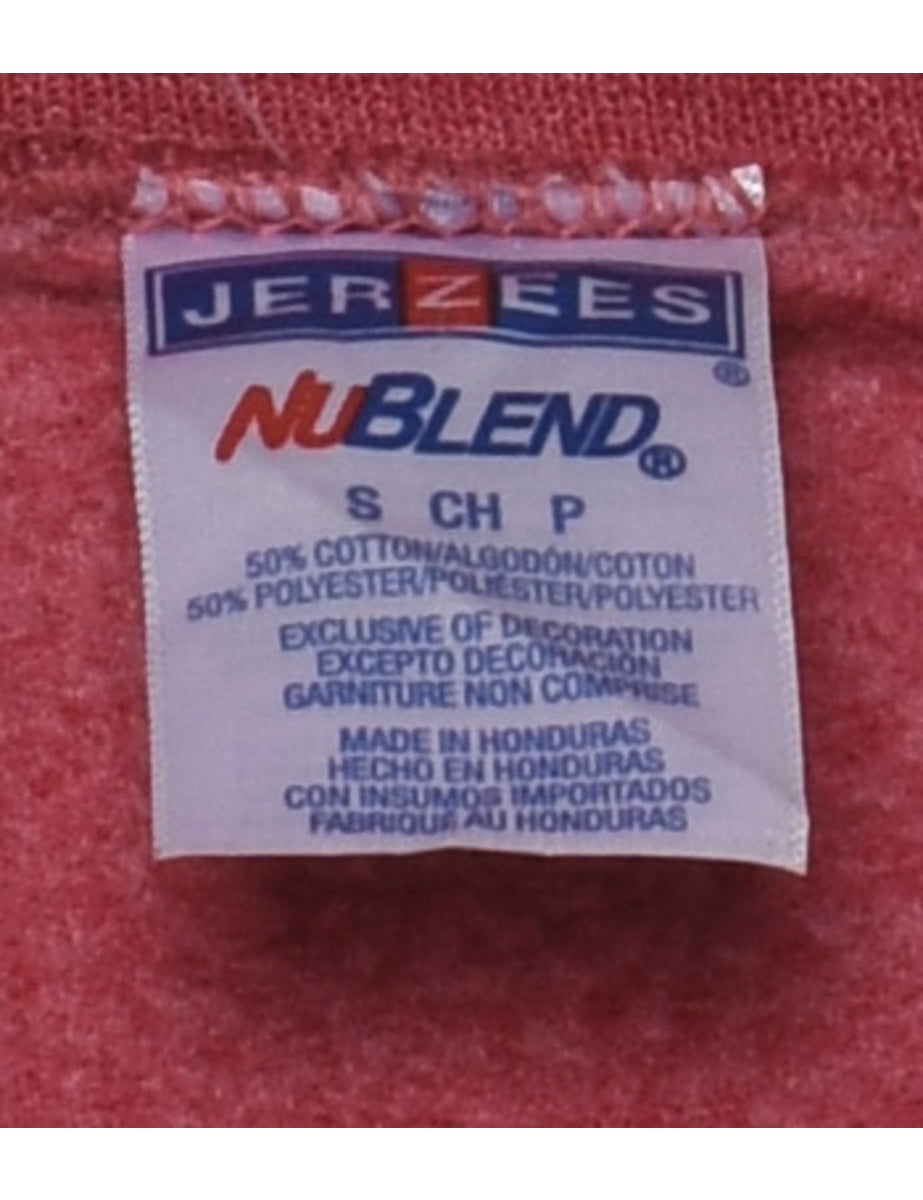 JERZEES
®
NUBLEND®
S CH P
50% COTTON/ALGODÓN/COTON
50% POLYESTER/POLIÉSTER/POLYESTER
EXCLUSIVE OF DECORATION
EXCEPTO DECORACIÓN
GARNITURE NON COMPRISE
MADE IN HONDURAS
HECHO EN HONDURAS
CON INSUMOS IMPORTADOS
FABRIQUE AU HONDURAS